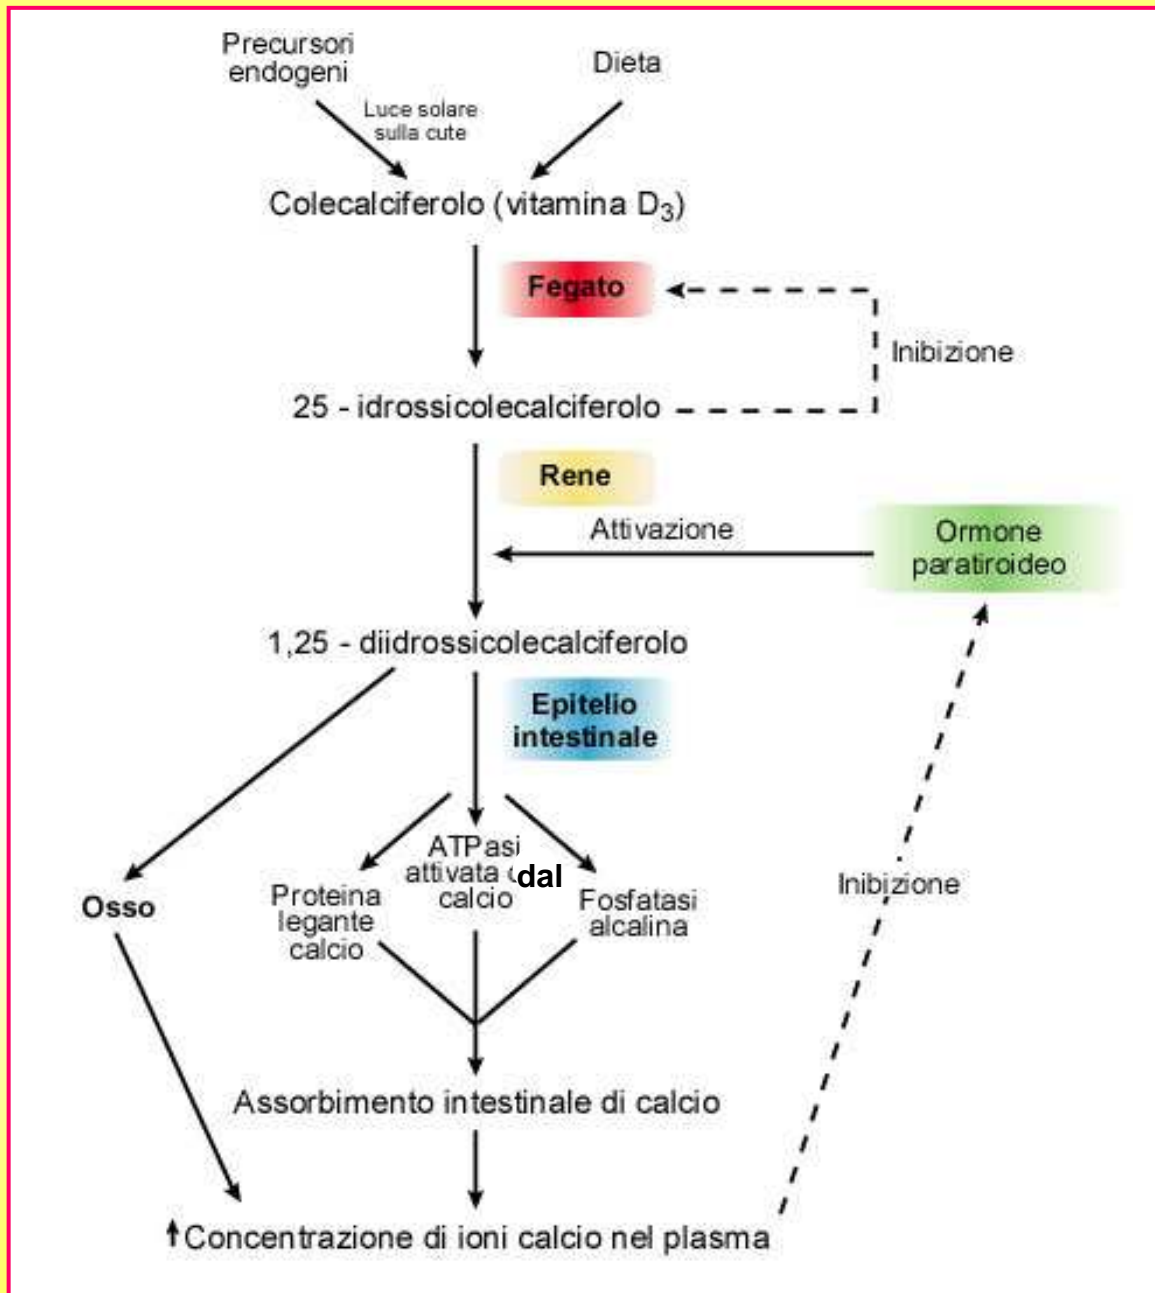 Precursori
endogeni
Dieta
Luce solare
sulla cute
Colecalciferolo (vitamina D3)
Fegato
Inibizione
25 - idrossicolecalciferolo
Rene
Attivazione
Ormone
paratiroideo
1,25 - diidrossicolecalciferolo
Epitelio
intestinale
ATPasi
attivata dal
calcio
Proteina
legante
calcio
Fosfatasi
alcalina
Osso
Inibizione
Assorbimento intestinale di calcio
Concentrazione di ioni calcio nel plasma